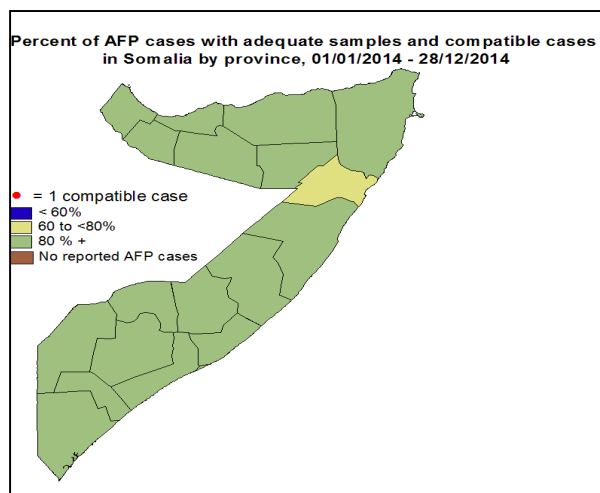 Percent of AFP cases with adequate samples and compatible cases
in Somalia by province, 01/01/2014 - 28/12/2014
= 1 compatible case
< 60%
60 to <80%
80 % +
No reported AFP cases